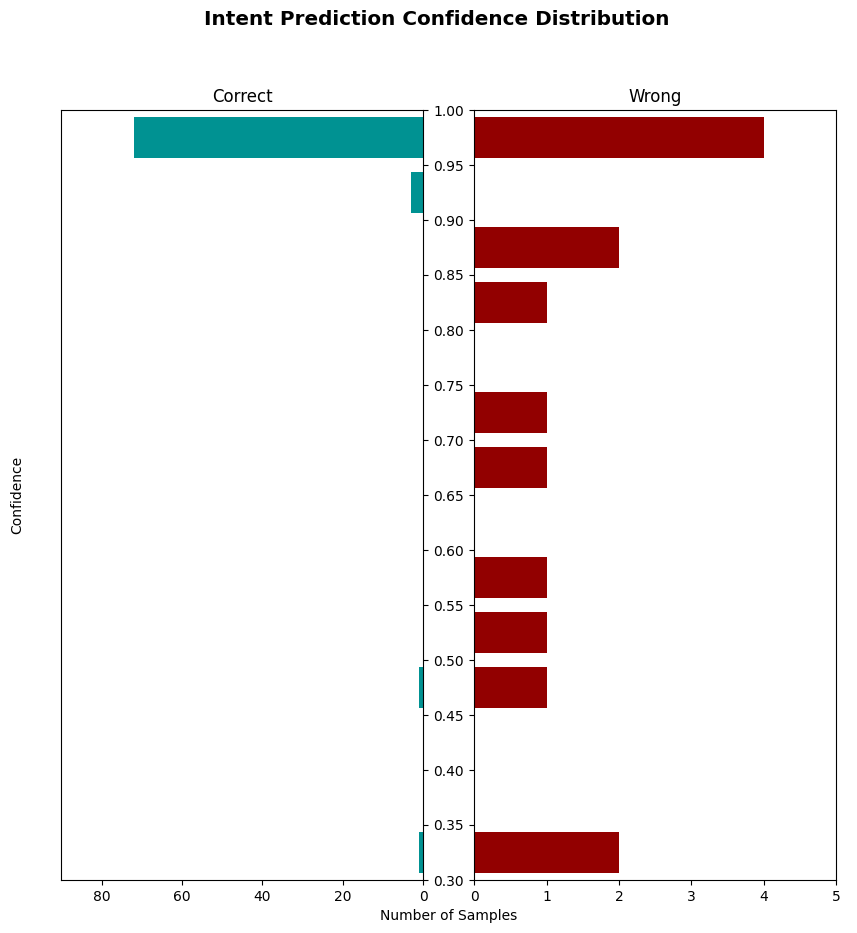 Intent Prediction Confidence Distribution
Correct
Wrong
1.00
0.95
0.90
0.85
0.80
0.75
0.70
0.65
0.60
0.55
0.50
0.45
0.40
0.35
0.30
Confidence
80 60 40 20 0
0 1 2 3 4 5
Number of Samples